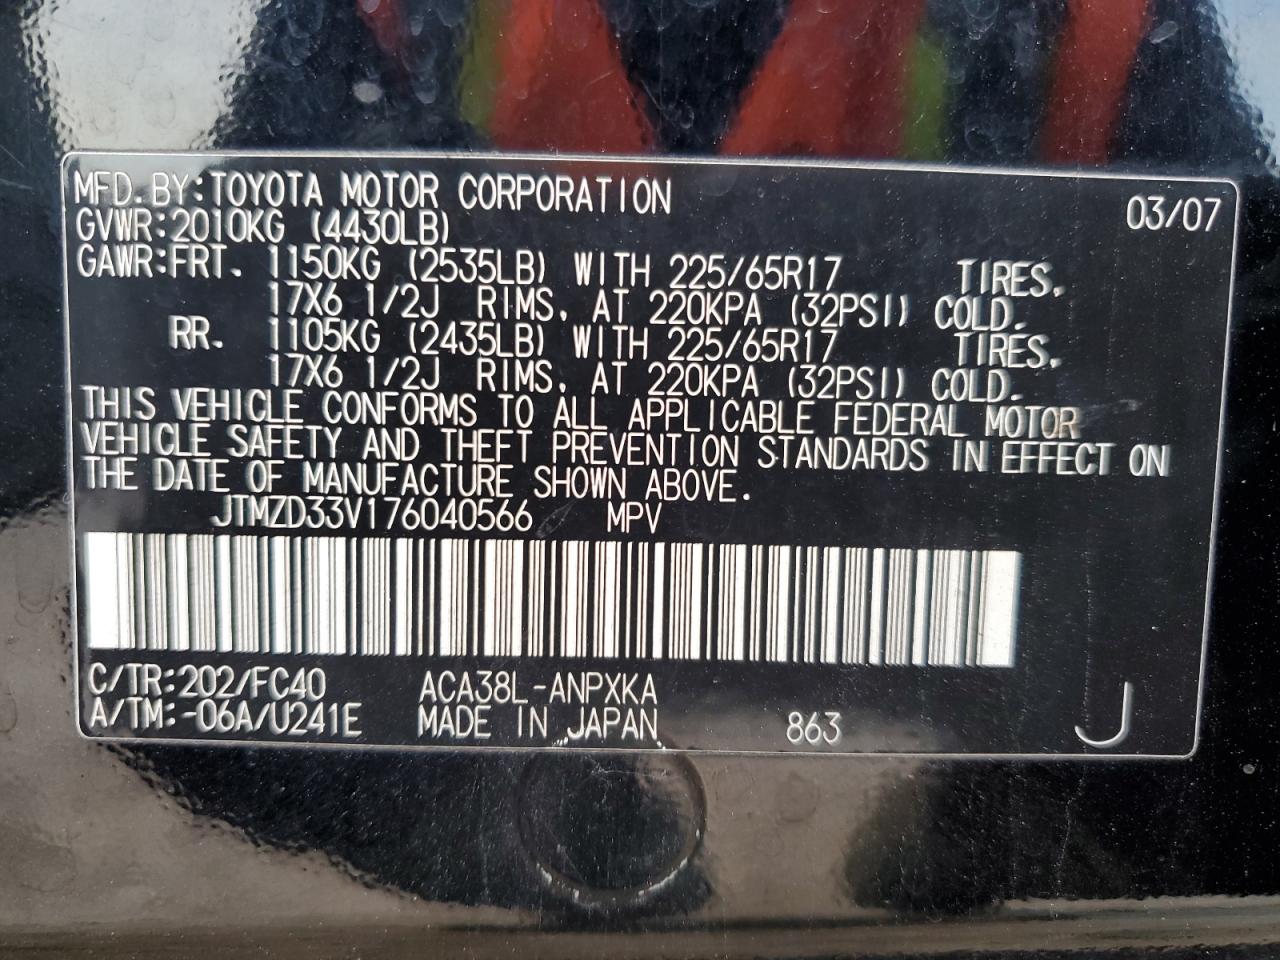 MFD.BY:TOYOTA MOTOR CORPORATION 03/07
GVWR:2010KG (4430LB)
GAWR:FRT. 1150KG (2535LB) WITH 225/65R17 TIRES,
17X6 1/2J RIMS, AT 220KPA (32PSI) COLD.
RR. 1105KG (2435LB) WITH 225/65R17 TIRES,
17X6 1/2J RIMS, AT 220KPA (32PSI) COLD.
THIS VEHICLE CONFORMS TO ALL APPLICABLE FEDERAL MOTOR
VEHICLE SAFETY AND THEFT PREVENTION STANDARDS IN EFFECT ON
THE DATE OF MANUFACTURE SHOWN ABOVE.
JTMZD33V176040566 MPV
C/TR:202/FC40 ACA38L-ANPXKA
A/TM:-06A/U241E MADE IN JAPAN 863 J